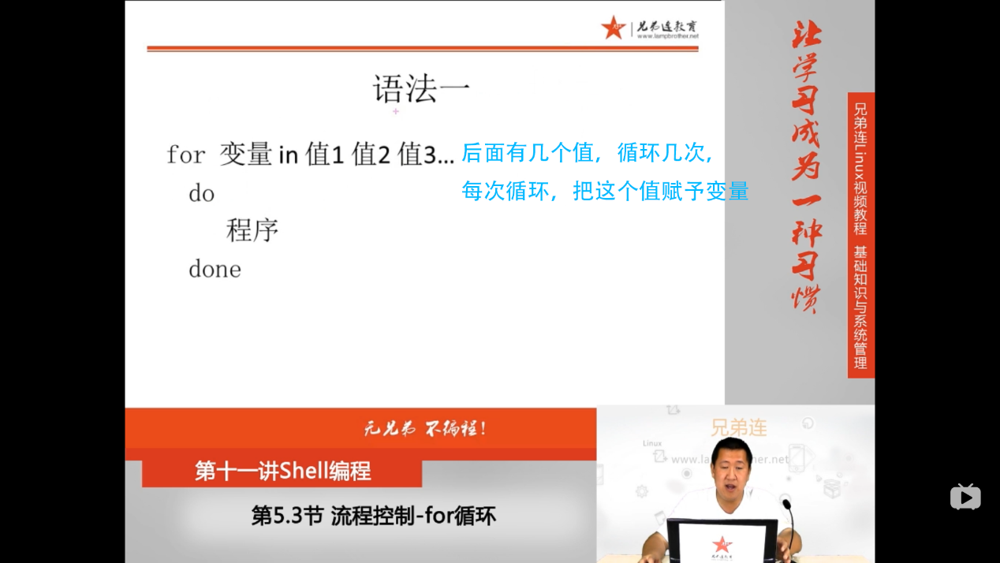 兄弟连教育
www.lampbrother.net
语法一
for 变量 in 值1 值2 值3...
后面有几个值，循环几次，
do
每次循环，把这个值赋予变量
程序
done
让学习成为一种习惯
兄弟连Linux视频教程 基础知识与系统管理
无兄弟 不编程！
第十一讲Shell编程
第5.3节 流程控制-for循环
兄弟连
Linux